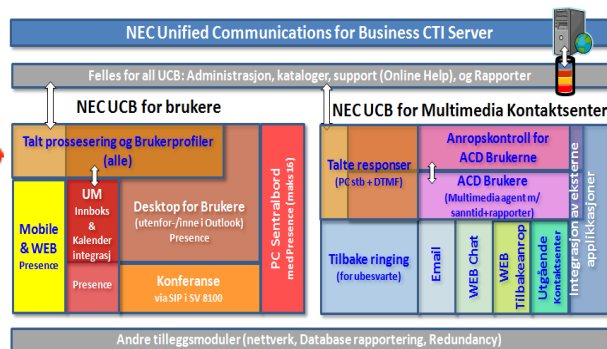 NEC Unified Communications for Business CTI Server
Felles for all UCB: Administrasjon, kataloger, support (Online Help), og Rapporter
NEC UCB for brukere
Talt prossesering og Brukerprofiler
(alle)
Mobile
& WEB
Presence
UM
Innboks
&
Kalender
integrasj
Presence
Desktop for Brukere
(utenfor-/inne i Outlook)
Presence
Konferanse
via SIP i SV 8100
PC Sentralbord
med Presence (maks 16)
NEC UCB for Multimedia Kontaktsenter
Talte responser
(PC stb + DTMF)
Anropskontroll for
ACD Brukerne
ACD Brukere
(Multimedia agent m/
sanntid+rapporter)
Tilbake ringing
(for ubesvarte)
Email
WEB Chat
WEB
Tilbakeanrop
Utgående
Kontaktsenter
Integrasjon av eksterne
applikkasjoner
Andre tilleggsmoduler (nettverk, Database rapportering, Redundancy)